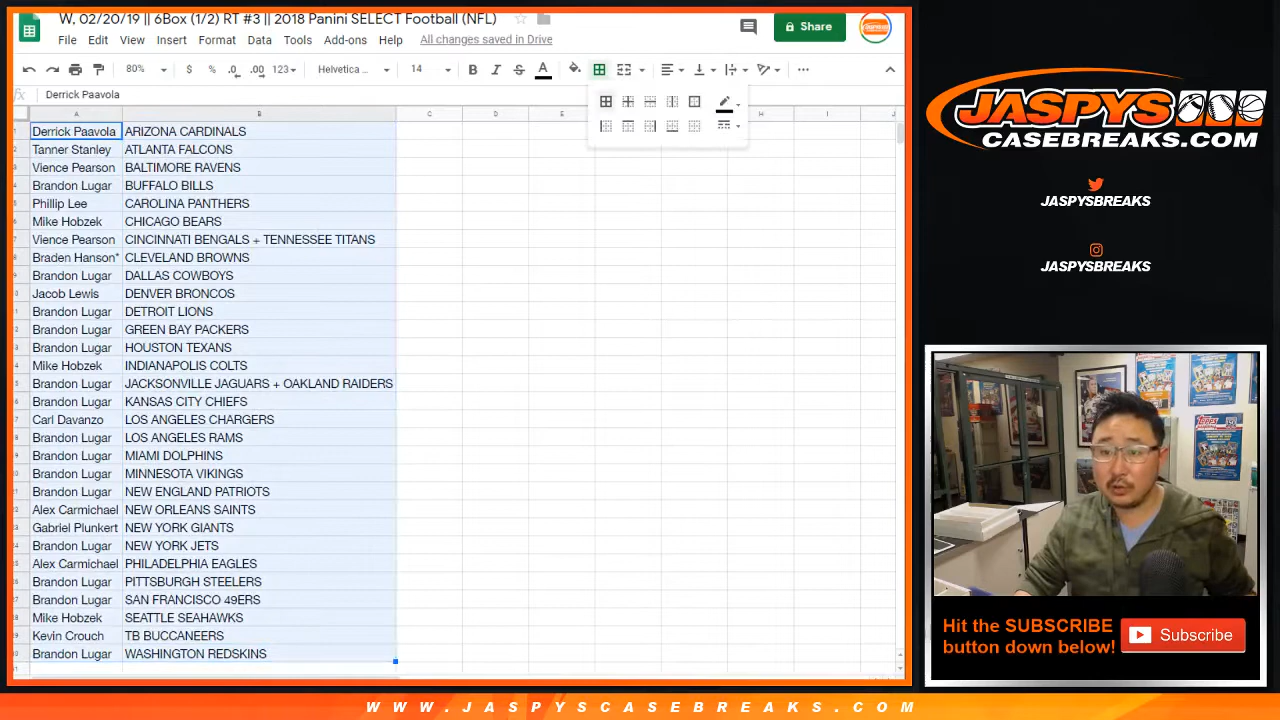 W, 02/20/19 || 6Box (1/2) RT #3 || 2018 Panini SELECT Football (NFL)
File Edit View Insert Format Data Tools Add-ons Help All changes saved in Drive
Share
80% $ % .0 .00 123 Helvetica ... 14 B I S A
fx Derrick Paavola
A B C D E H I J
Derrick Paavola ARIZONA CARDINALS
Tanner Stanley ATLANTA FALCONS
Vience Pearson BALTIMORE RAVENS
Brandon Lugar BUFFALO BILLS
Phillip Lee CAROLINA PANTHERS
Mike Hobzek CHICAGO BEARS
Vience Pearson CINCINNATI BENGALS + TENNESSEE TITANS
Braden Hanson* CLEVELAND BROWNS
Brandon Lugar DALLAS COWBOYS
Jacob Lewis DENVER BRONCOS
Brandon Lugar DETROIT LIONS
Brandon Lugar GREEN BAY PACKERS
Brandon Lugar HOUSTON TEXANS
Mike Hobzek INDIANAPOLIS COLTS
Brandon Lugar JACKSONVILLE JAGUARS + OAKLAND RAIDERS
Brandon Lugar KANSAS CITY CHIEFS
Carl Davanzo LOS ANGELES CHARGERS
Brandon Lugar LOS ANGELES RAMS
Brandon Lugar MIAMI DOLPHINS
Brandon Lugar MINNESOTA VIKINGS
Brandon Lugar NEW ENGLAND PATRIOTS
Alex Carmichael NEW ORLEANS SAINTS
Gabriel Plunkert NEW YORK GIANTS
Brandon Lugar NEW YORK JETS
Alex Carmichael PHILADELPHIA EAGLES
Brandon Lugar PITTSBURGH STEELERS
Brandon Lugar SAN FRANCISCO 49ERS
Mike Hobzek SEATTLE SEAHAWKS
Kevin Crouch TB BUCCANEERS
Brandon Lugar WASHINGTON REDSKINS
JASPYS
CASEBREAKS.COM
JASPYSBREAKS
JASPYSBREAKS
Hit the SUBSCRIBE
button down below!
Subscribe
WWW.JASPYSCASEBREAKS.COM